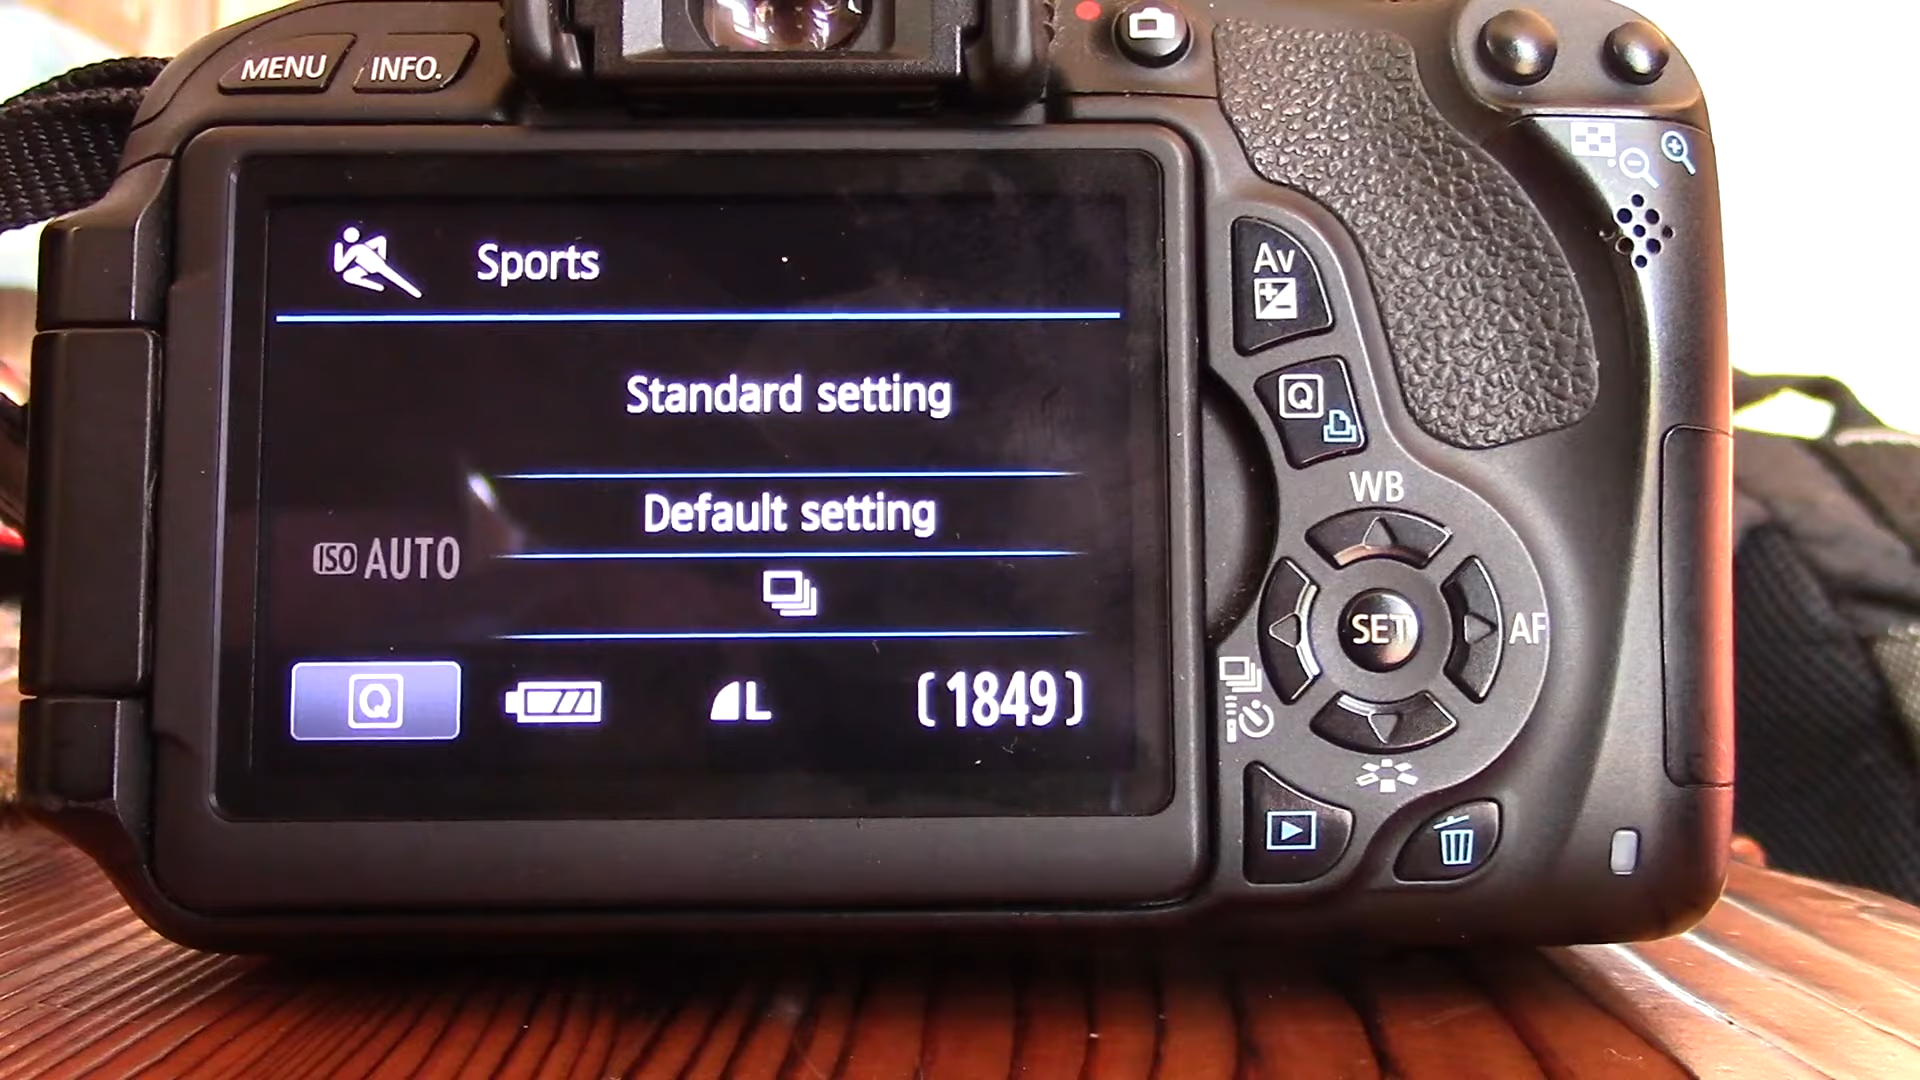 MENU INFO.
Sports
Standard setting
Default setting
ISO AUTO
Q
L
[1849]
Av
Q
WB
SET
AF